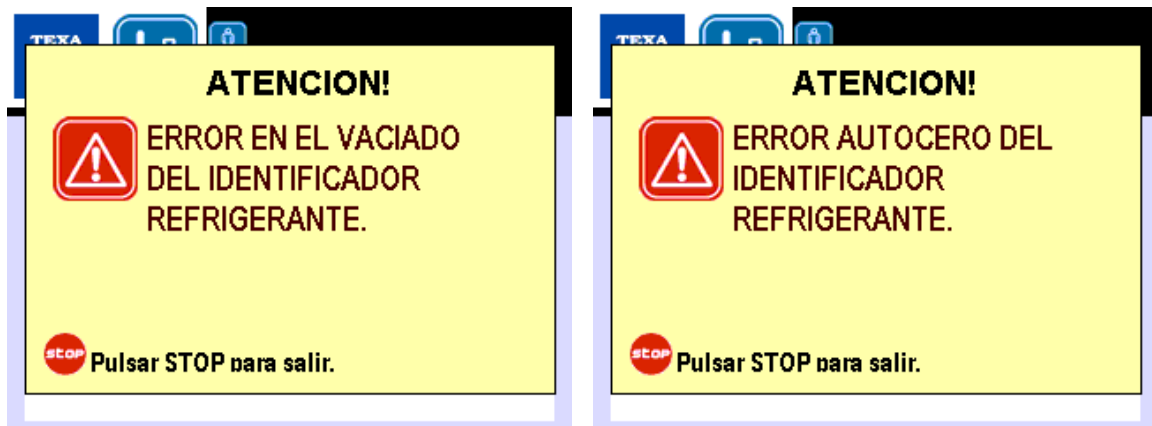 TEXA
ATENCION!
ERROR EN EL VACIADO
DEL IDENTIFICADOR
REFRIGERANTE.
stop Pulsar STOP para salir.
TEXA
ATENCION!
ERROR AUTOCERO DEL
IDENTIFICADOR
REFRIGERANTE.
stop Pulsar STOP para salir.